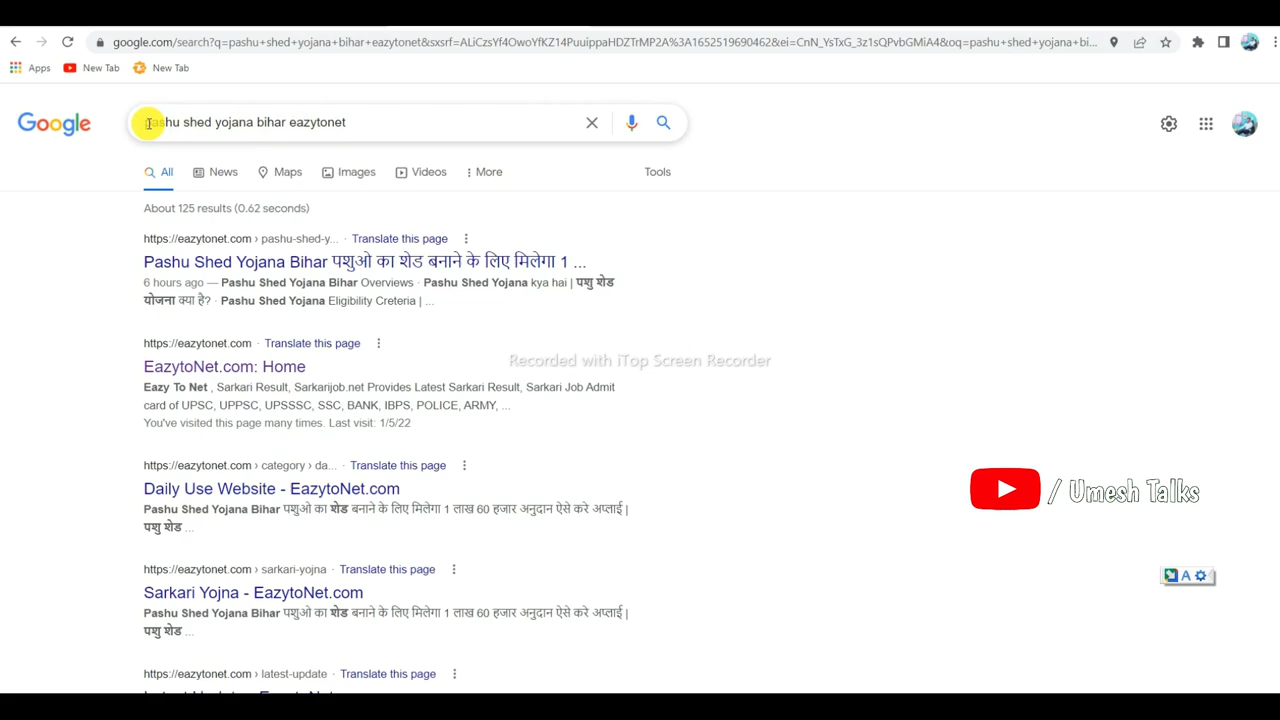 google.com/search?q=pashu+shed+yojana+bihar+eazytonet&sxsrf=ALiCzsYf4OwoYfKZ14PuuippaHDZTrMP2A%3A1652519690462&ei=CnN_YsTxG_3z1sQPvbGMiA4&oq=pashu+shed+yojana+bi...
Apps New Tab New Tab
Google
pashu shed yojana bihar eazytonet
All News Maps Images Videos More Tools
About 125 results (0.62 seconds)
https://eazytonet.com › pashu-shed-y... · Translate this page
Pashu Shed Yojana Bihar पशुओ का शेड बनाने के लिए मिलेगा 1 ...
6 hours ago — Pashu Shed Yojana Bihar Overviews · Pashu Shed Yojana kya hai | पशु शेड
योजना क्या है? · Pashu Shed Yojana Eligibility Creteria | ...
https://eazytonet.com · Translate this page
EazytoNet.com: Home
Recorded with iTop Screen Recorder
Eazy To Net , Sarkari Result, Sarkarijob.net Provides Latest Sarkari Result, Sarkari Job Admit
card of UPSC, UPPSC, UPSSSC, SSC, BANK, IBPS, POLICE, ARMY, ...
You've visited this page many times. Last visit: 1/5/22
https://eazytonet.com › category › da... · Translate this page
Daily Use Website - EazytoNet.com
/ Umesh Talks
Pashu Shed Yojana Bihar पशुओ का शेड बनाने के लिए मिलेगा 1 लाख 60 हजार अनुदान ऐसे करे अप्लाई |
पशु शेड ...
https://eazytonet.com › sarkari-yojna · Translate this page
A
Sarkari Yojna - EazytoNet.com
Pashu Shed Yojana Bihar पशुओ का शेड बनाने के लिए मिलेगा 1 लाख 60 हजार अनुदान ऐसे करे अप्लाई |
पशु शेड ...
https://eazytonet.com › latest-update · Translate this page